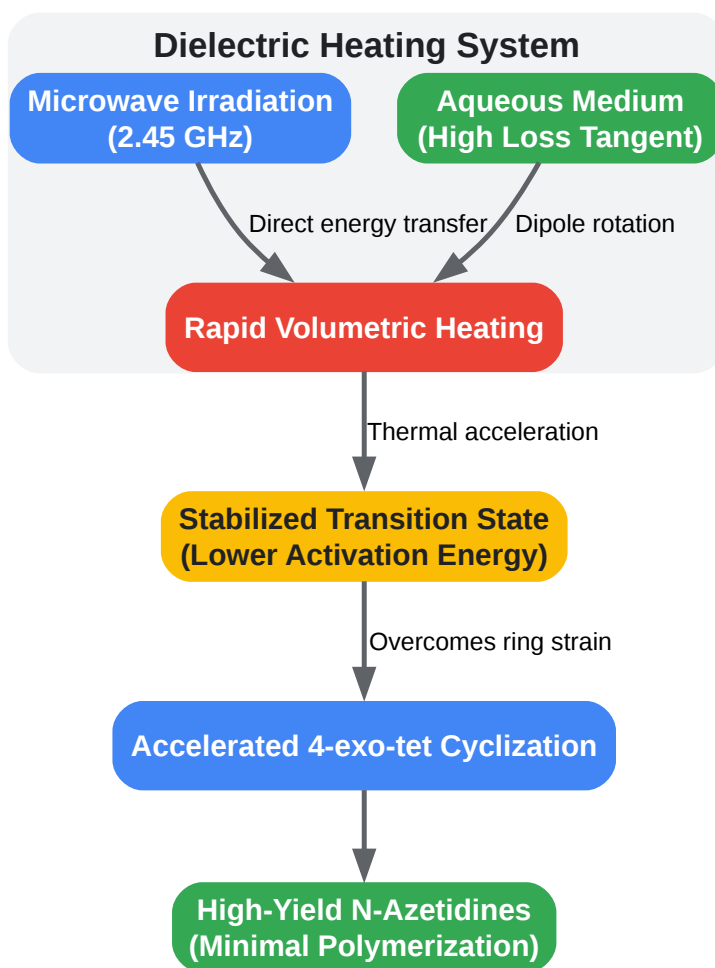 Dielectric Heating System
Microwave Irradiation
(2.45 GHz)
Aqueous Medium
(High Loss Tangent)
Direct energy transfer
Dipole rotation
Rapid Volumetric Heating
Thermal acceleration
Stabilized Transition State
(Lower Activation Energy)
Overcomes ring strain
Accelerated 4-exo-tet Cyclization
High-Yield N-Azetidines
(Minimal Polymerization)